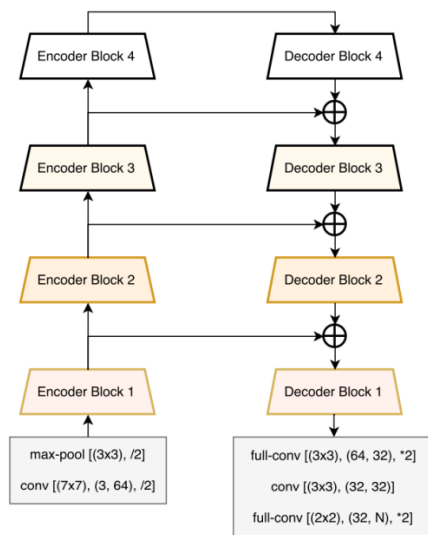 Encoder Block 4
Decoder Block 4
Encoder Block 3
Decoder Block 3
Encoder Block 2
Decoder Block 2
Encoder Block 1
Decoder Block 1
max-pool [(3x3), /2]
conv [(7x7), (3, 64), /2]
full-conv [(3x3), (64, 32), *2]
conv [(3x3), (32, 32)]
full-conv [(2x2), (32, N), *2]